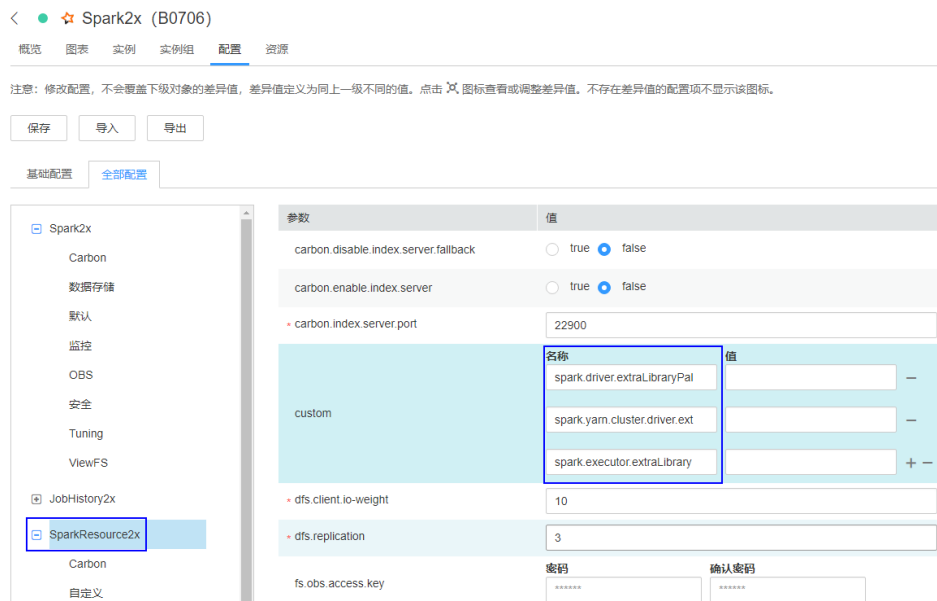 Spark2x（B0706）
概览 图表 实例 实例组 配置 资源
注意：修改配置，不会覆盖下级对象的差异值，差异值定义为同上一级不同的值。点击 图标查看或调整差异值。不存在差异值的配置项不显示该图标。
保存 导入 导出
基础配置 全部配置
Spark2x
Carbon
数据存储
默认
监控
OBS
安全
Tuning
ViewFS
JobHistory2x
SparkResource2x
Carbon
自定义
参数 值
carbon.disable.index.server.fallback true false
carbon.enable.index.server true false
* carbon.index.server.port 22900
custom
名称 值
spark.driver.extraLibraryPal
spark.yarn.cluster.driver.ext
spark.executor.extraLibrary
* dfs.client.io-weight 10
* dfs.replication 3
fs.obs.access.key
密码 确认密码
****** ******